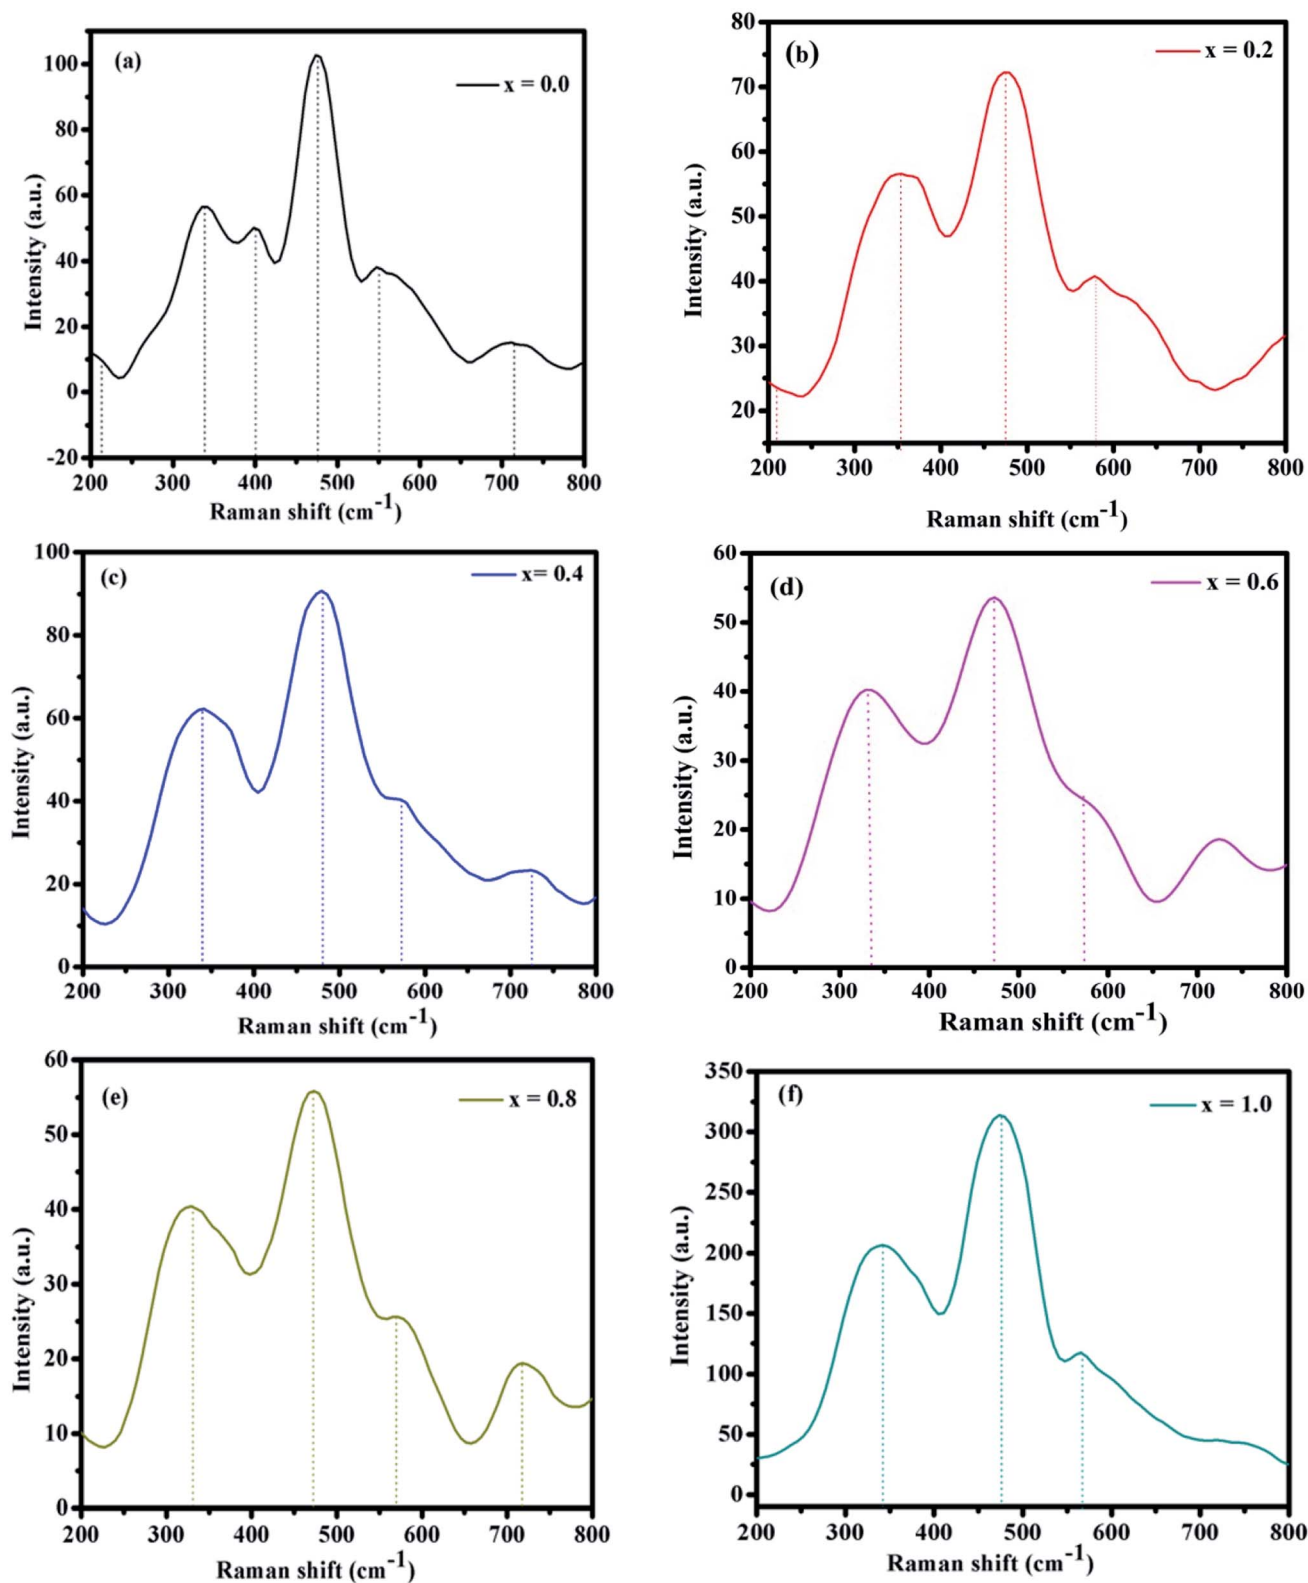 (a)
x = 0.0
100
80
60
40
20
0
-20
200 300 400 500 600 700 800
Intensity (a.u.)
Raman shift (cm-1)
(b)
x = 0.2
80
70
60
50
40
30
20
200 300 400 500 600 700 800
Intensity (a.u.)
Raman shift (cm-1)
(c)
x= 0.4
100
80
60
40
20
0
200 300 400 500 600 700 800
Intensity (a.u.)
Raman shift (cm-1)
(d)
x = 0.6
60
50
40
30
20
10
0
200 300 400 500 600 700 800
Intensity (a.u.)
Raman shift (cm-1)
(e)
x = 0.8
60
50
40
30
20
10
0
200 300 400 500 600 700 800
Intensity (a.u.)
Raman shift (cm-1)
(f)
x = 1.0
350
300
250
200
150
100
50
0
200 300 400 500 600 700 800
Intensity (a.u.)
Raman shift (cm-1)